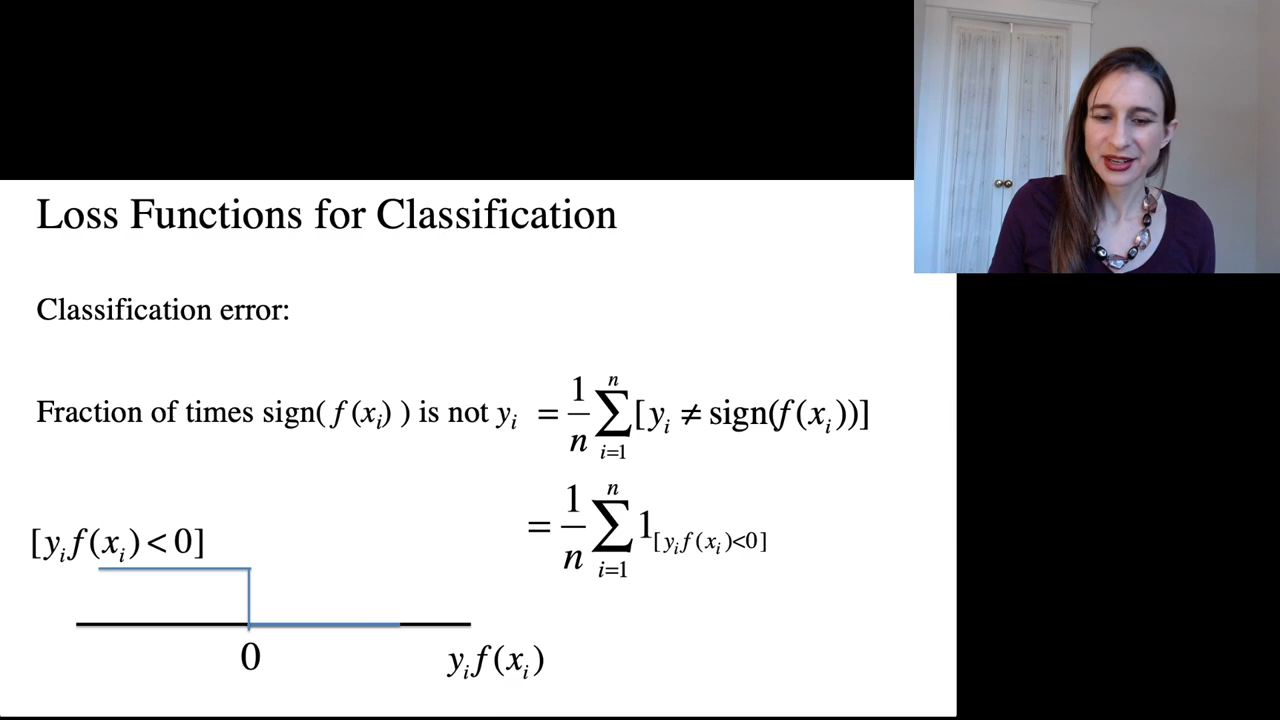 Loss Functions for Classification
Classification error:
Fraction of times sign( f(xᵢ) ) is not yᵢ = 1/n ∑ᵢ₌₁ⁿ [yᵢ ≠ sign(f(xᵢ))]
= 1/n ∑ᵢ₌₁ⁿ 1_[yᵢf(xᵢ)<0]
[yᵢf(xᵢ)<0]
0
yᵢf(xᵢ)